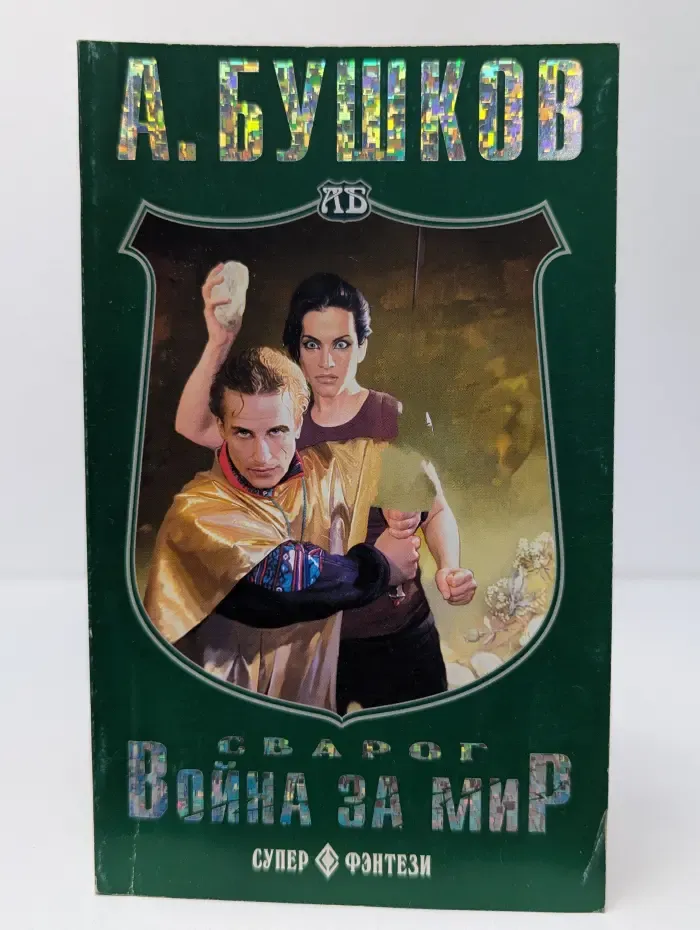 А. БУШКОВ
АБ
СВАРОГ
ВОЙНА ЗА МИР
СУПЕР ФЭНТЕЗИ